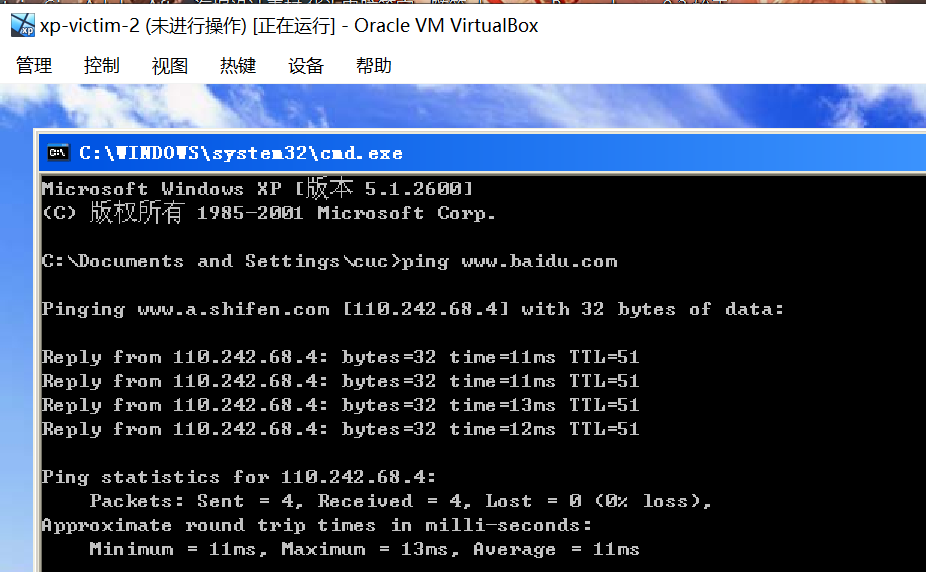 xp-victim-2 (未进行操作) [正在运行] - Oracle VM VirtualBox
管理 控制 视图 热键 设备 帮助
C:\WINDOWS\system32\cmd.exe
Microsoft Windows XP [版本 5.1.2600]
(C) 版权所有 1985-2001 Microsoft Corp.
C:\Documents and Settings\cuc>ping www.baidu.com
Pinging www.a.shifen.com [110.242.68.4] with 32 bytes of data:
Reply from 110.242.68.4: bytes=32 time=11ms TTL=51
Reply from 110.242.68.4: bytes=32 time=11ms TTL=51
Reply from 110.242.68.4: bytes=32 time=13ms TTL=51
Reply from 110.242.68.4: bytes=32 time=12ms TTL=51
Ping statistics for 110.242.68.4:
Packets: Sent = 4, Received = 4, Lost = 0 (0% loss),
Approximate round trip times in milli-seconds:
Minimum = 11ms, Maximum = 13ms, Average = 11ms